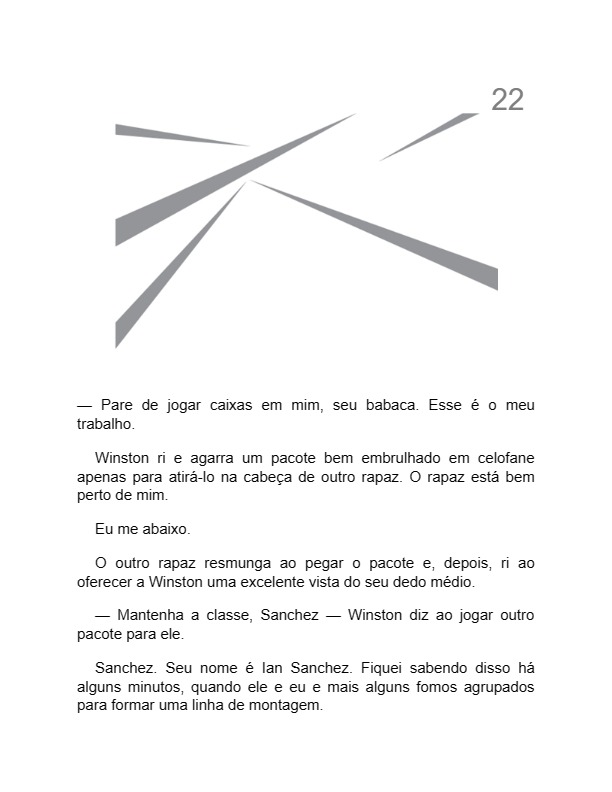 22
— Pare de jogar caixas em mim, seu babaca. Esse é o meu
trabalho.
Winston ri e agarra um pacote bem embrulhado em celofane
apenas para atirá-lo na cabeça de outro rapaz. O rapaz está bem
perto de mim.
Eu me abaixo.
O outro rapaz resmunga ao pegar o pacote e, depois, ri ao
oferecer a Winston uma excelente vista do seu dedo médio.
— Mantenha a classe, Sanchez — Winston diz ao jogar outro
pacote para ele.
Sanchez. Seu nome é Ian Sanchez. Fiquei sabendo disso há
alguns minutos, quando ele e eu e mais alguns fomos agrupados
para formar uma linha de montagem.